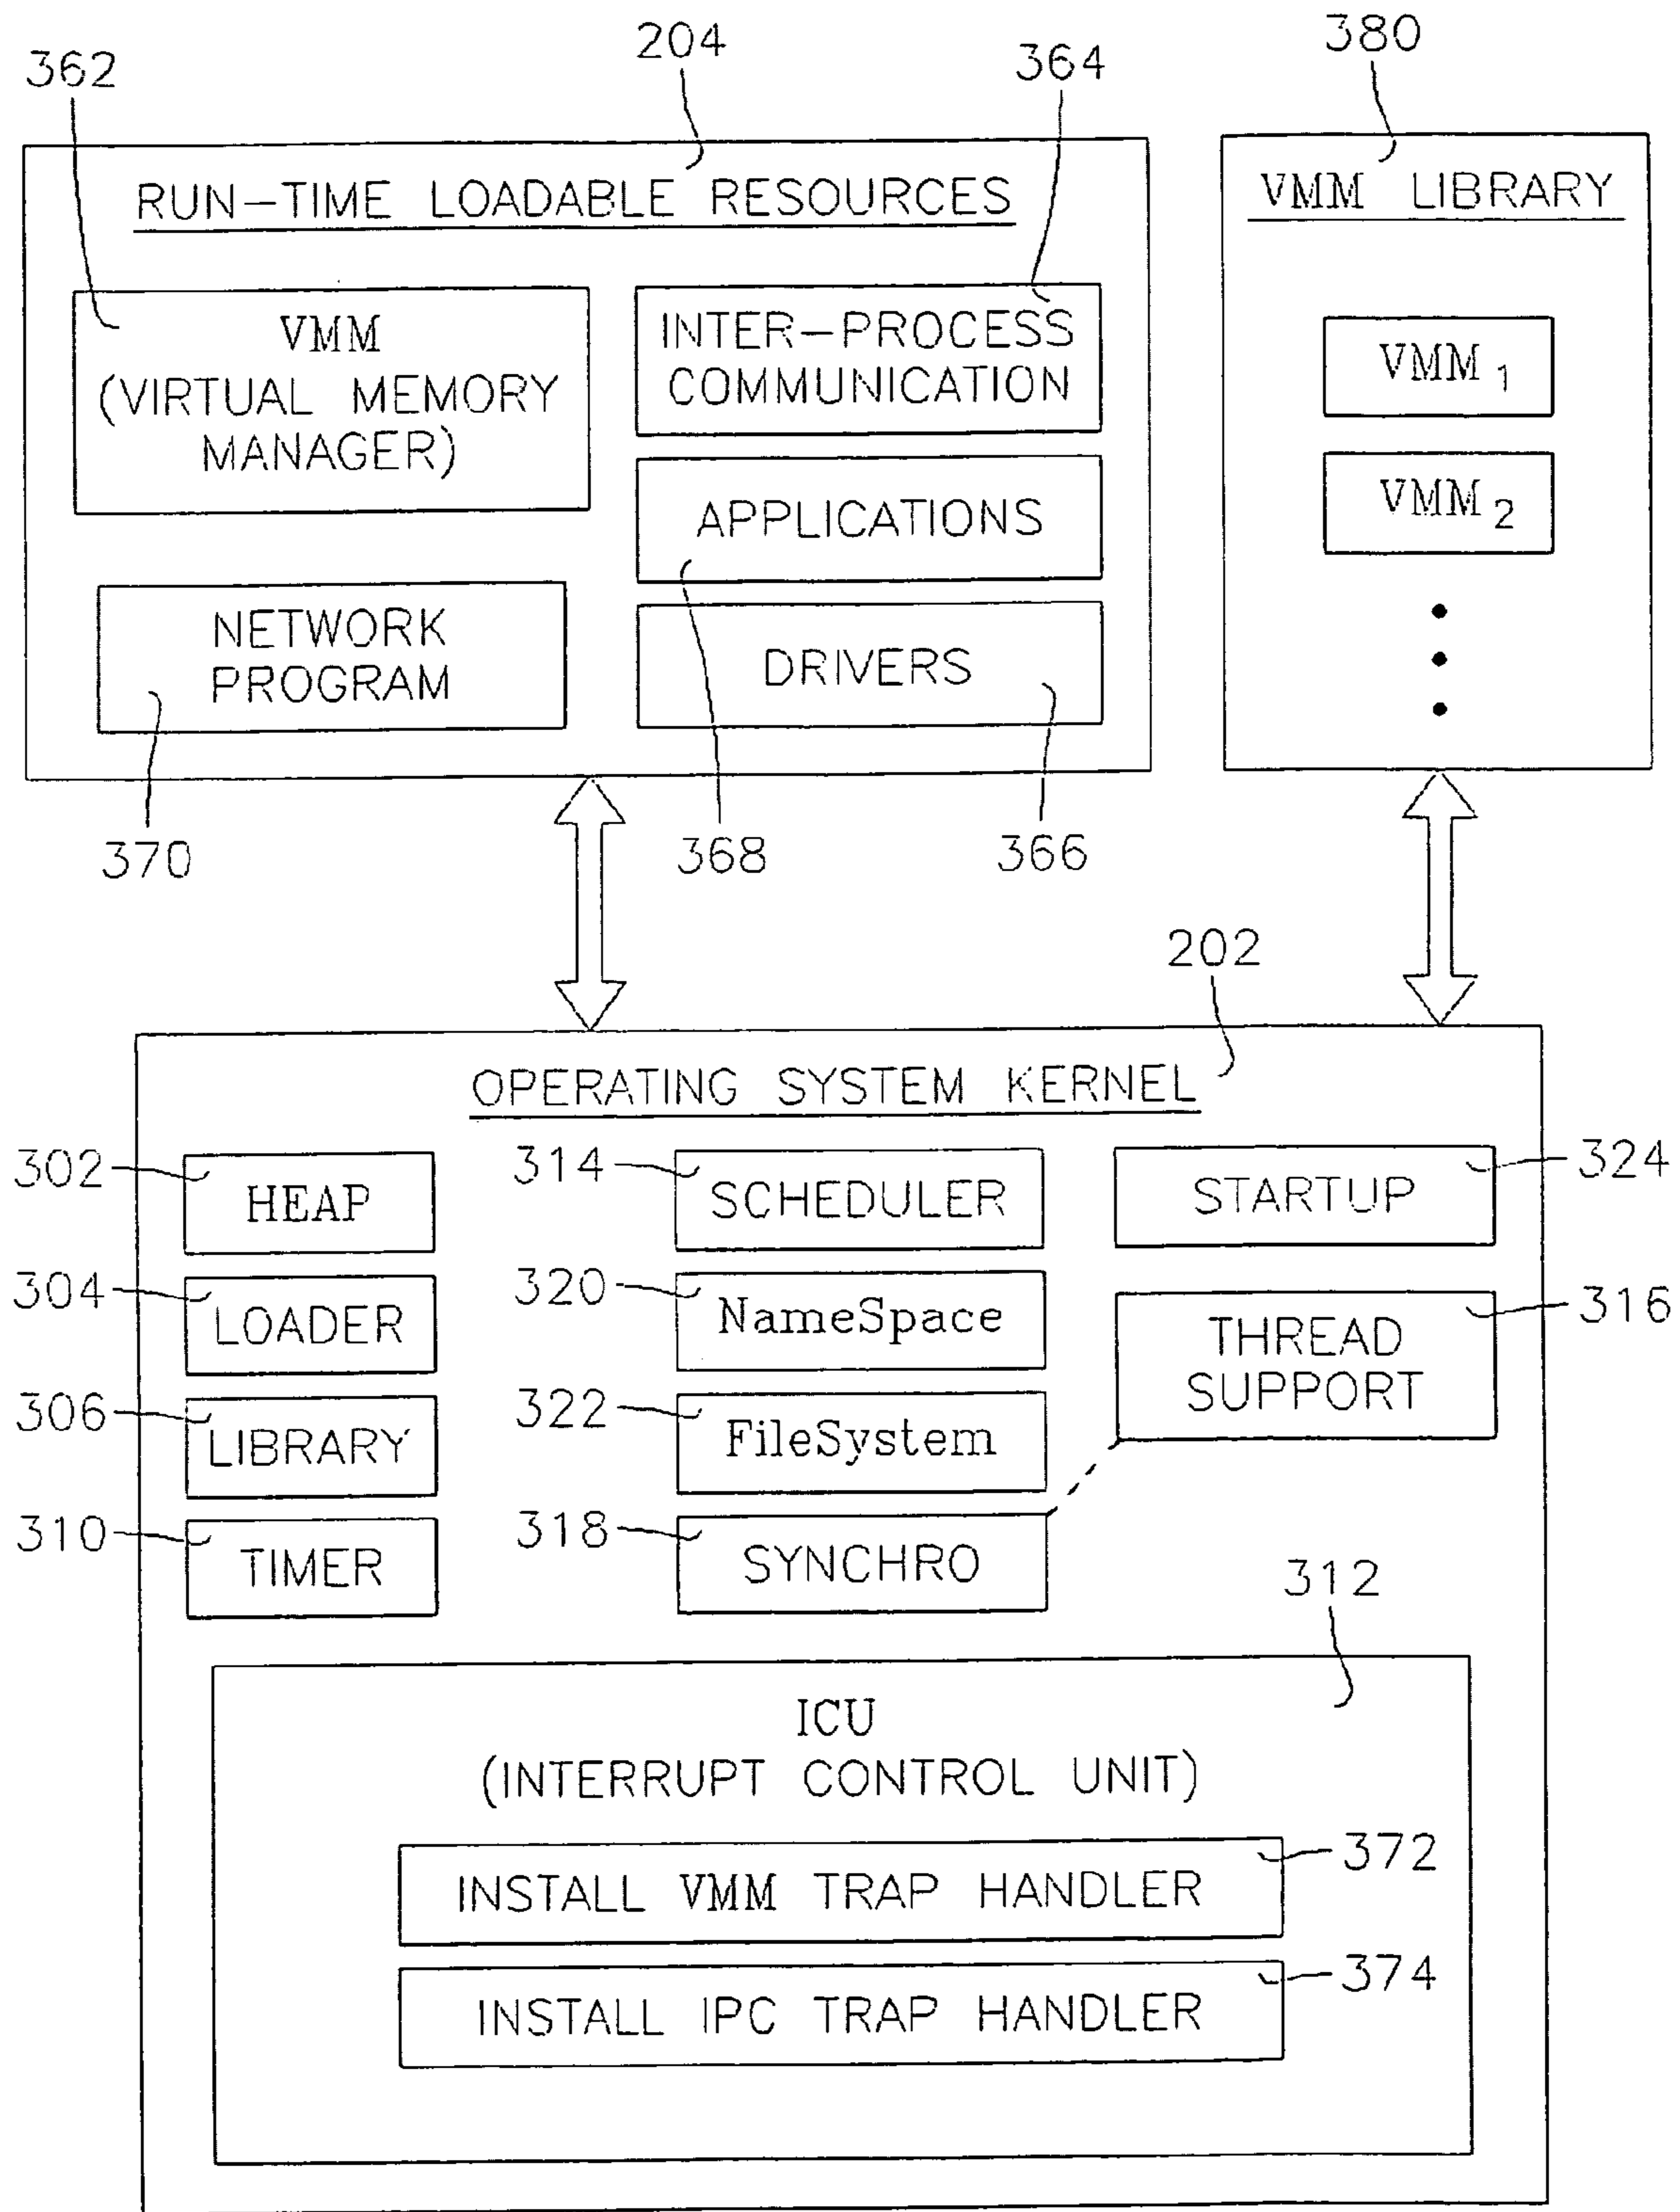 204
380
362
364
RUN-TIME LOADABLE RESOURCES
VMM LIBRARY
VMM
(VIRTUAL MEMORY
MANAGER)
INTER-PROCESS
COMMUNICATION
VMM 1
APPLICATIONS
VMM 2
NETWORK
PROGRAM
DRIVERS
370
368
366
202
OPERATING SYSTEM KERNEL
302
HEAP
314
SCHEDULER
STARTUP
324
304
LOADER
320
NameSpace
THREAD
SUPPORT
316
306
LIBRARY
322
FileSystem
310
TIMER
318
SYNCHRO
312
ICU
(INTERRUPT CONTROL UNIT)
INSTALL VMM TRAP HANDLER
372
INSTALL IPC TRAP HANDLER
374